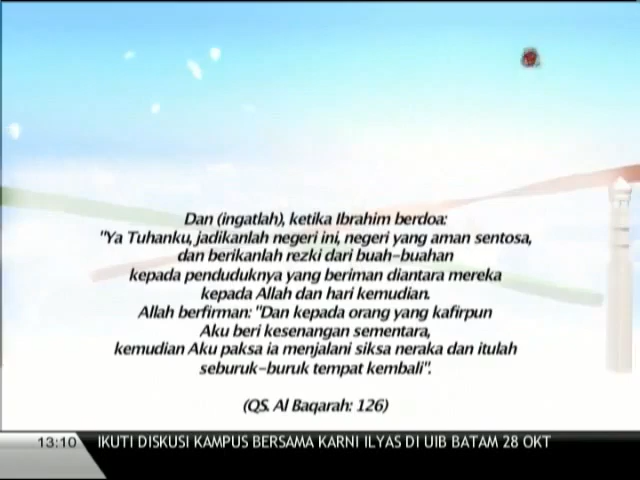 Dan (ingatlah), ketika Ibrahim berdoa:
"Ya Tuhanku, jadikanlah negeri ini, negeri yang aman sentosa,
dan berikanlah rezki dari buah-buahan
kepada penduduknya yang beriman diantara mereka
kepada Allah dan hari kemudian.
Allah berfirman: "Dan kepada orang yang kafirpun
Aku beri kesenangan sementara,
kemudian Aku paksa ia menjalani siksa neraka dan itulah
seburuk-buruk tempat kembali".
(QS. Al Baqarah: 126)
13:10 IKUTI DISKUSI KAMPUS BERSAMA KARNI ILYAS DI UIB BATAM 28 OKT